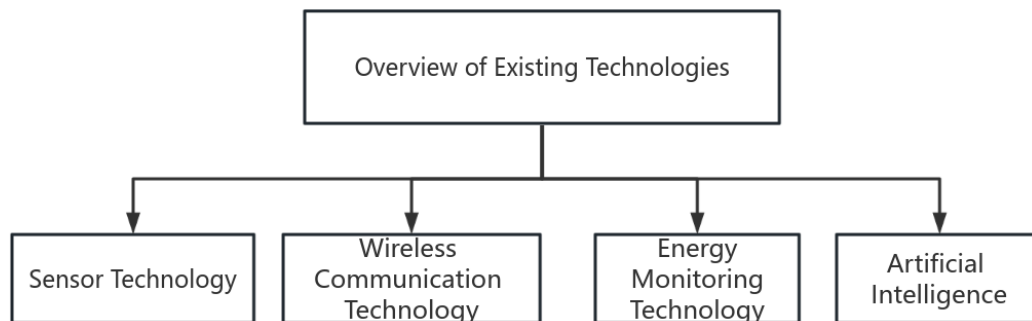 Overview of Existing Technologies
Sensor Technology
Wireless
Communication
Technology
Energy
Monitoring
Technology
Artificial
Intelligence